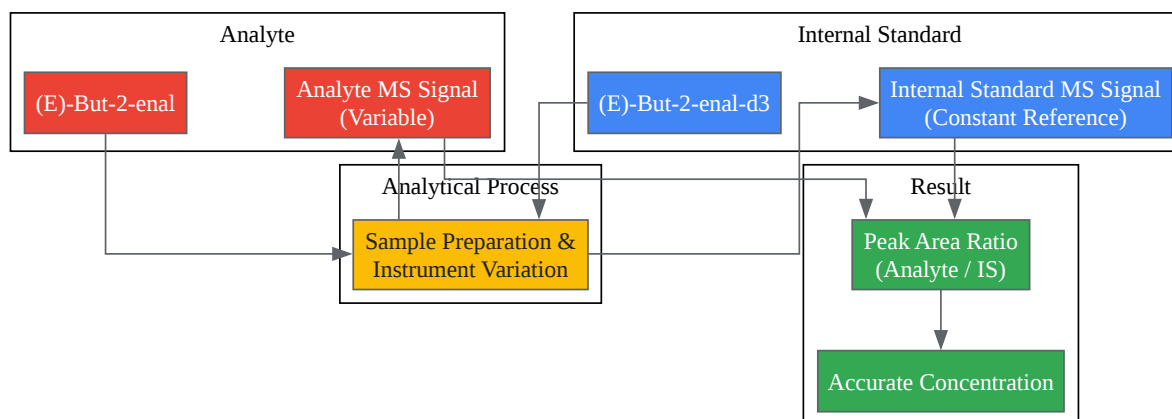 Analyte
Internal Standard
(E)-But-2-enal
Analyte MS Signal
(Variable)
(E)-But-2-enal-d3
Internal Standard MS Signal
(Constant Reference)
Analytical Process
Result
Sample Preparation &
Instrument Variation
Peak Area Ratio
(Analyte / IS)
Accurate Concentration